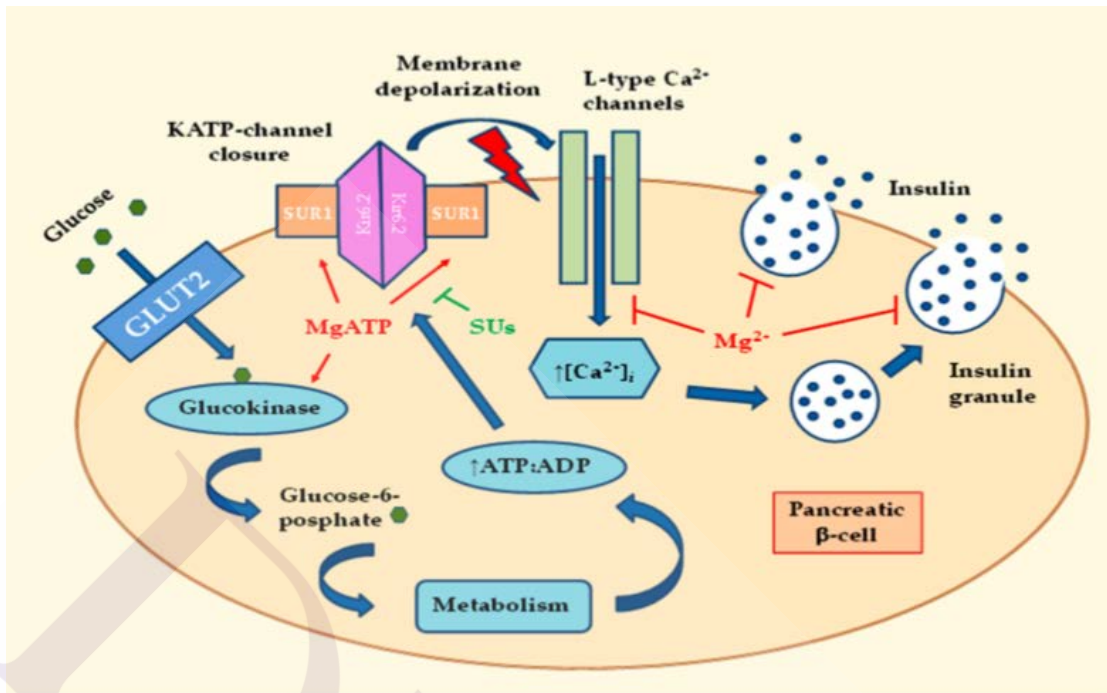 Membrane
depolarization
L-type Ca²⁻
channels
KATP-channel
closure
Glucose
SUR1
Kir6.2
Kir6.2
SUR1
Insulin
GLUT2
MgATP
SUs
Mg²⁻
↑[Ca²⁻]ᵢ
Insulin
granule
Glucokinase
↑ATP:ADP
Glucose-6-
posphate
Pancreatic
β-cell
Metabolism